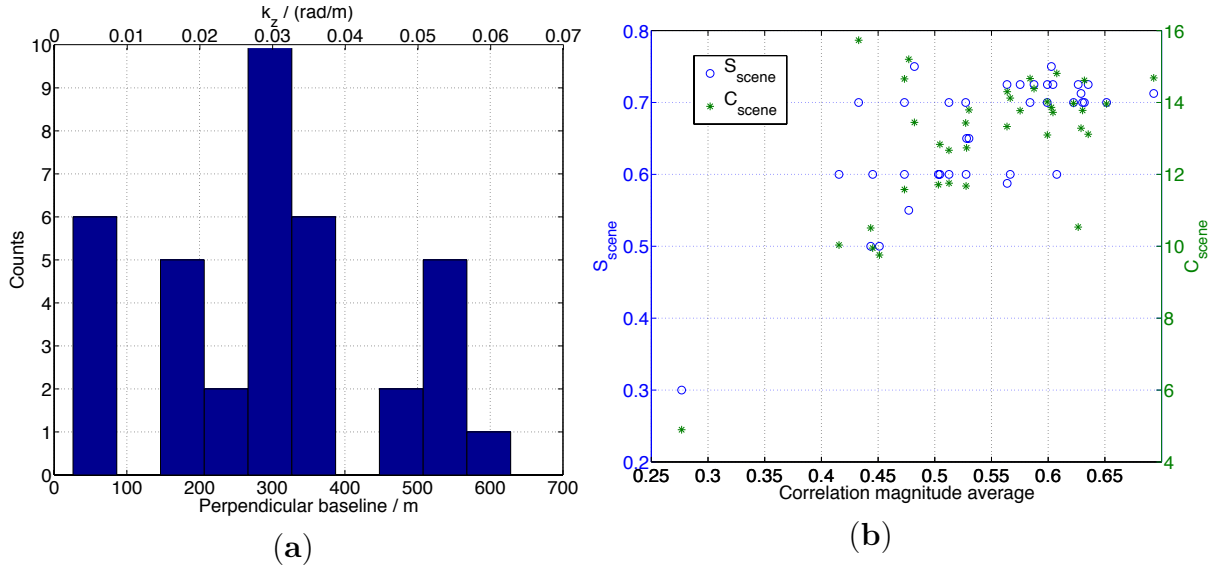 k_z / (rad/m)
0 0.01 0.02 0.03 0.04 0.05 0.06 0.07
10
9
8
7
6
5
4
3
2
1
0
Counts
0 100 200 300 400 500 600 700
Perpendicular baseline / m
(a)
0.8
0.7
0.6
0.5
0.4
0.3
0.2
S_scene
S_scene
C_scene
16
14
12
10
8
6
4
C_scene
0.25 0.3 0.35 0.4 0.45 0.5 0.55 0.6 0.65
Correlation magnitude average
(b)